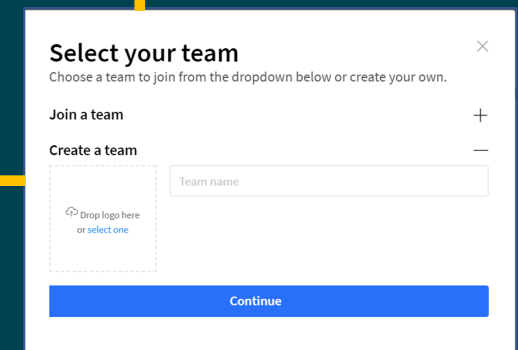 Select your team
Choose a team to join from the dropdown below or create your own.
Join a team
Create a team
Team name
Drop logo here
or select one
Continue